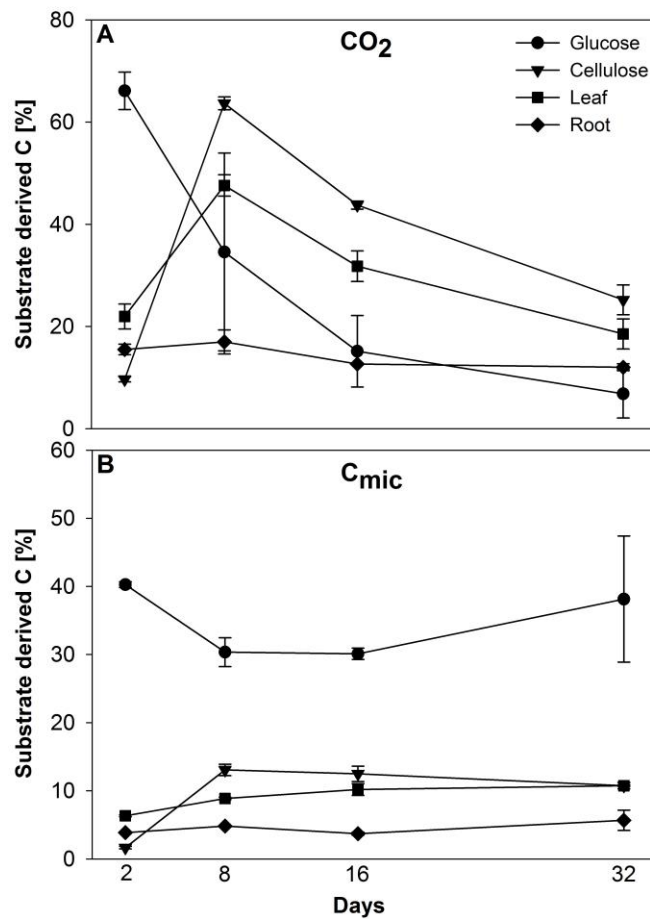 A
CO2
Glucose
Cellulose
Leaf
Root
Substrate derived C [%]
80
60
40
20
0
B
Cmic
Substrate derived C [%]
60
50
40
30
20
10
0
2 8 16 32
Days